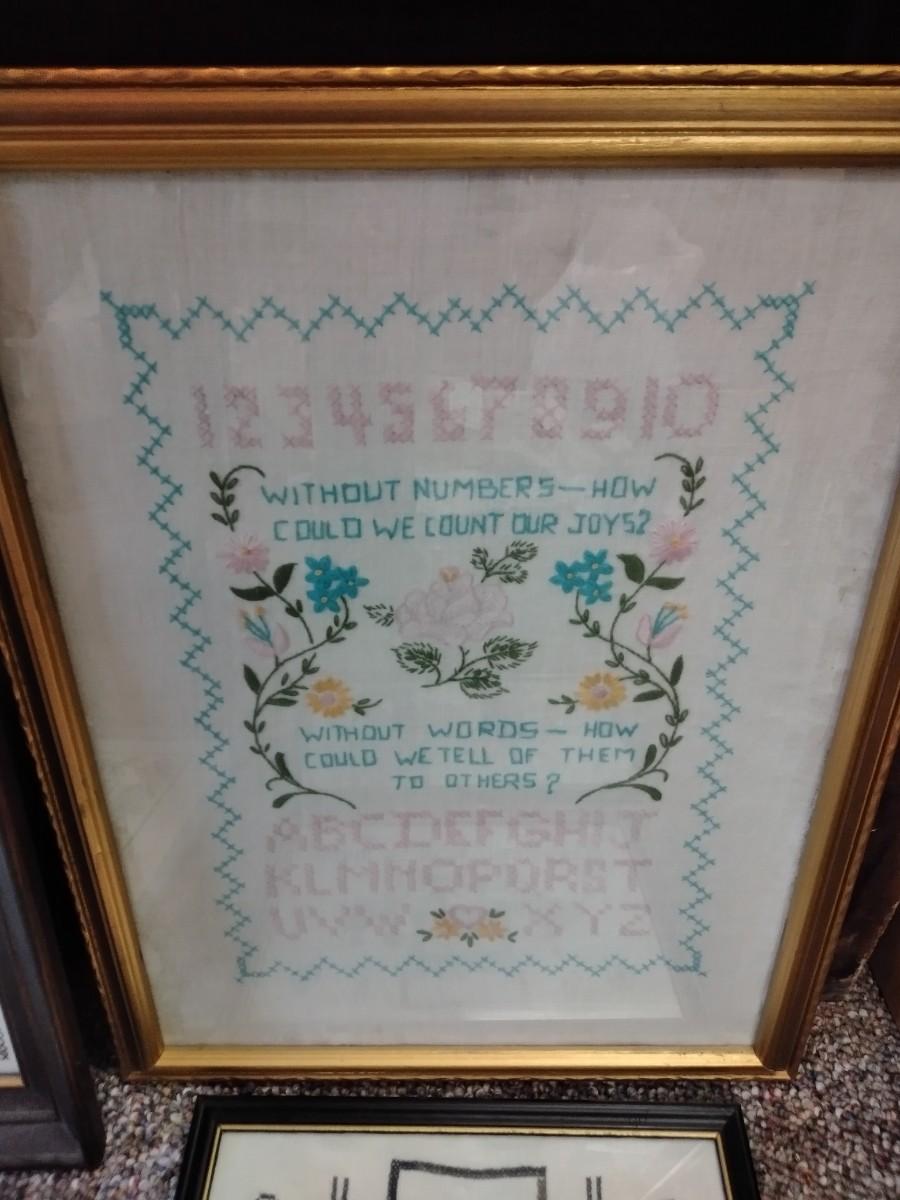 12345678910
WITHOUT NUMBERS—HOW
COULD WE COUNT OUR JOYS?
WITHOUT WORDS— HOW
COULD WE TELL OF THEM
TO OTHERS?
ABCDEFGHIJ
KLMNOPQRST
UVW XYZ